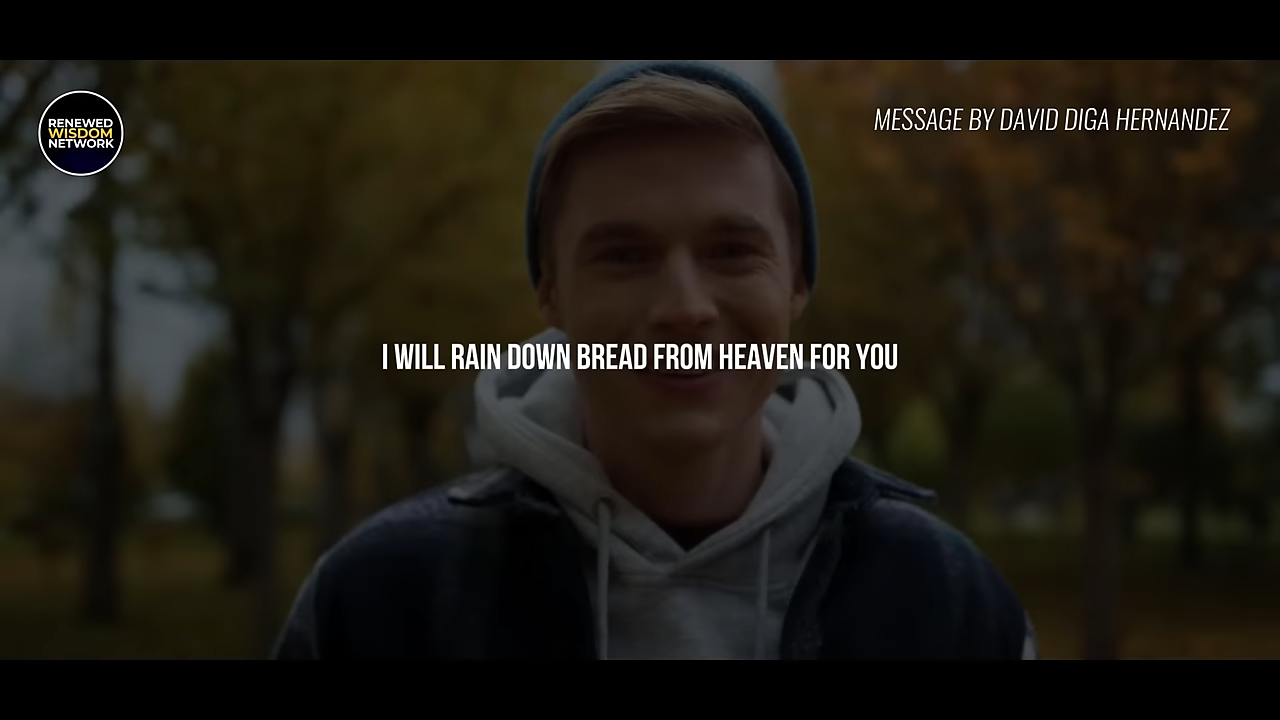 RENEWED
WISDOM
NETWORK
MESSAGE BY DAVID DIGA HERNANDEZ
I WILL RAIN DOWN BREAD FROM HEAVEN FOR YOU